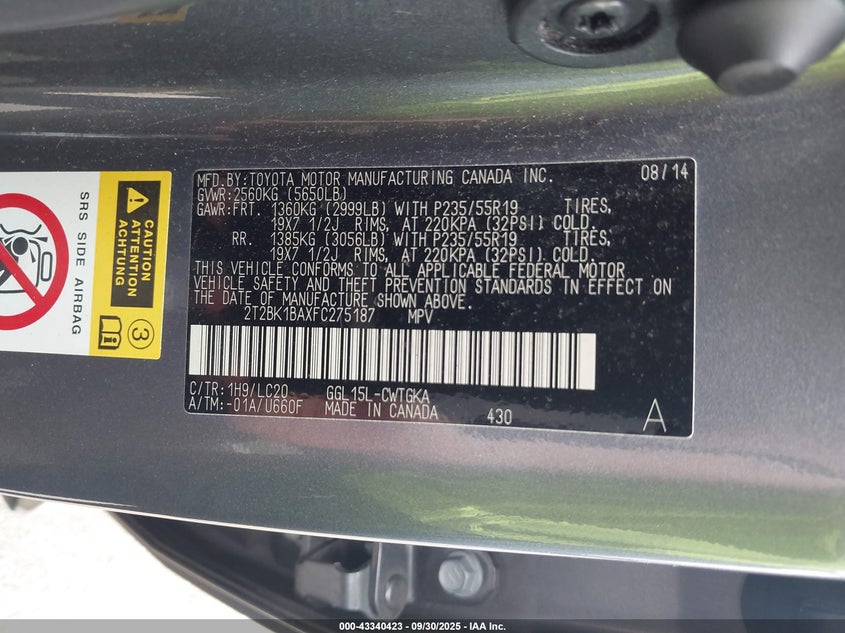 MFD.BY:TOYOTA MOTOR MANUFACTURING CANADA INC. 08/14
GVWR:2560KG (5650LB)
GAWR:FRT. 1360KG (2999LB) WITH P235/55R19 TIRES,
19X7 1/2J RIMS, AT 220KPA (32PSI) COLD.
RR. 1385KG (3056LB) WITH P235/55R19 TIRES,
19X7 1/2J RIMS, AT 220KPA (32PSI) COLD.
THIS VEHICLE CONFORMS TO ALL APPLICABLE FEDERAL MOTOR
VEHICLE SAFETY AND THEFT PREVENTION STANDARDS IN EFFECT ON
THE DATE OF MANUFACTURE SHOWN ABOVE.
2T2BK1BAXFC275187 MPV
C/TR:1H9/LC20 GGL15L-CWTGKA
A/TM:-01A/U660F MADE IN CANADA 430 A
CAUTION
ATTENTION
CUIDADO
SRS SIDE AIRBAG
3
000-43340423 - 09/30/2025 - IAA Inc.